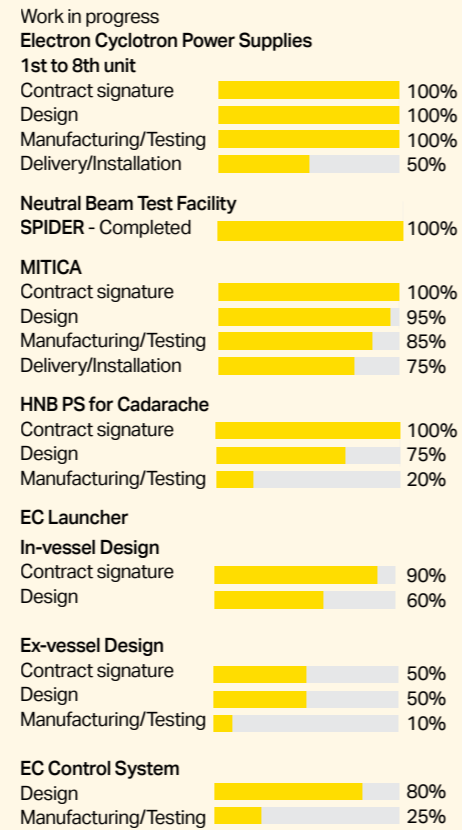 Work in progress
Electron Cyclotron Power Supplies
1st to 8th unit
Contract signature 100%
Design 100%
Manufacturing/Testing 100%
Delivery/Installation 50%
Neutral Beam Test Facility
SPIDER - Completed 100%
MITICA
Contract signature 100%
Design 95%
Manufacturing/Testing 85%
Delivery/Installation 75%
HNB PS for Cadarache
Contract signature 100%
Design 75%
Manufacturing/Testing 20%
EC Launcher
In-vessel Design
Contract signature 90%
Design 60%
Ex-vessel Design
Contract signature 50%
Design 50%
Manufacturing/Testing 10%
EC Control System
Design 80%
Manufacturing/Testing 25%